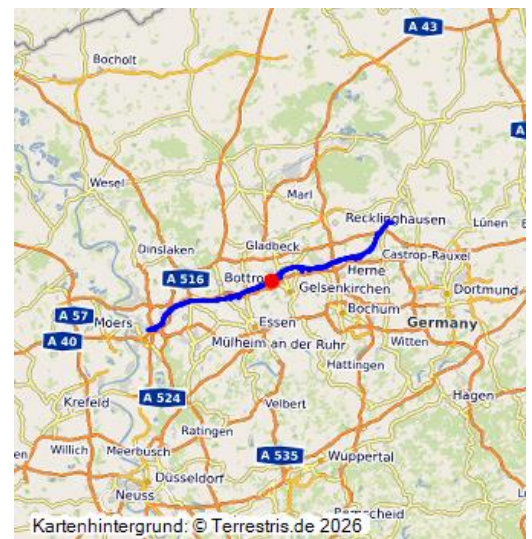 A 43
Bocholt
A
Wesel
Marl
Recklinghausen
Lünen
Dinslaken
Gladbeck
Castrop-Rauxel
A 516
Bottro
Herne
Gelsenkirchen
Dortmund
A 57
Moers
Essen
Bochum
Germany
A 40
Mülheim an der Ruhr
Witten
Hattingen
Krefeld
A 524
Velbert
Hagen
Ratingen
Willich
Meerbusch
A 535
Wuppertal
Düsseldorf
Neuss
Remscheid
Kartenhintergrund: © Terrestris.de 2026